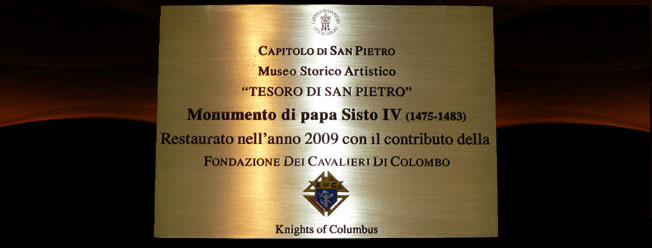 CAPITOLO DI SAN PIETRO
Museo Storico Artistico
“TESORO DI SAN PIETRO”
Monumento di papa Sisto IV (1475-1483)
Restaurato nell'anno 2009 con il contributo della
FONDAZIONE DEI CAVALIERI DI COLOMBO
K of C
Knights of Columbus